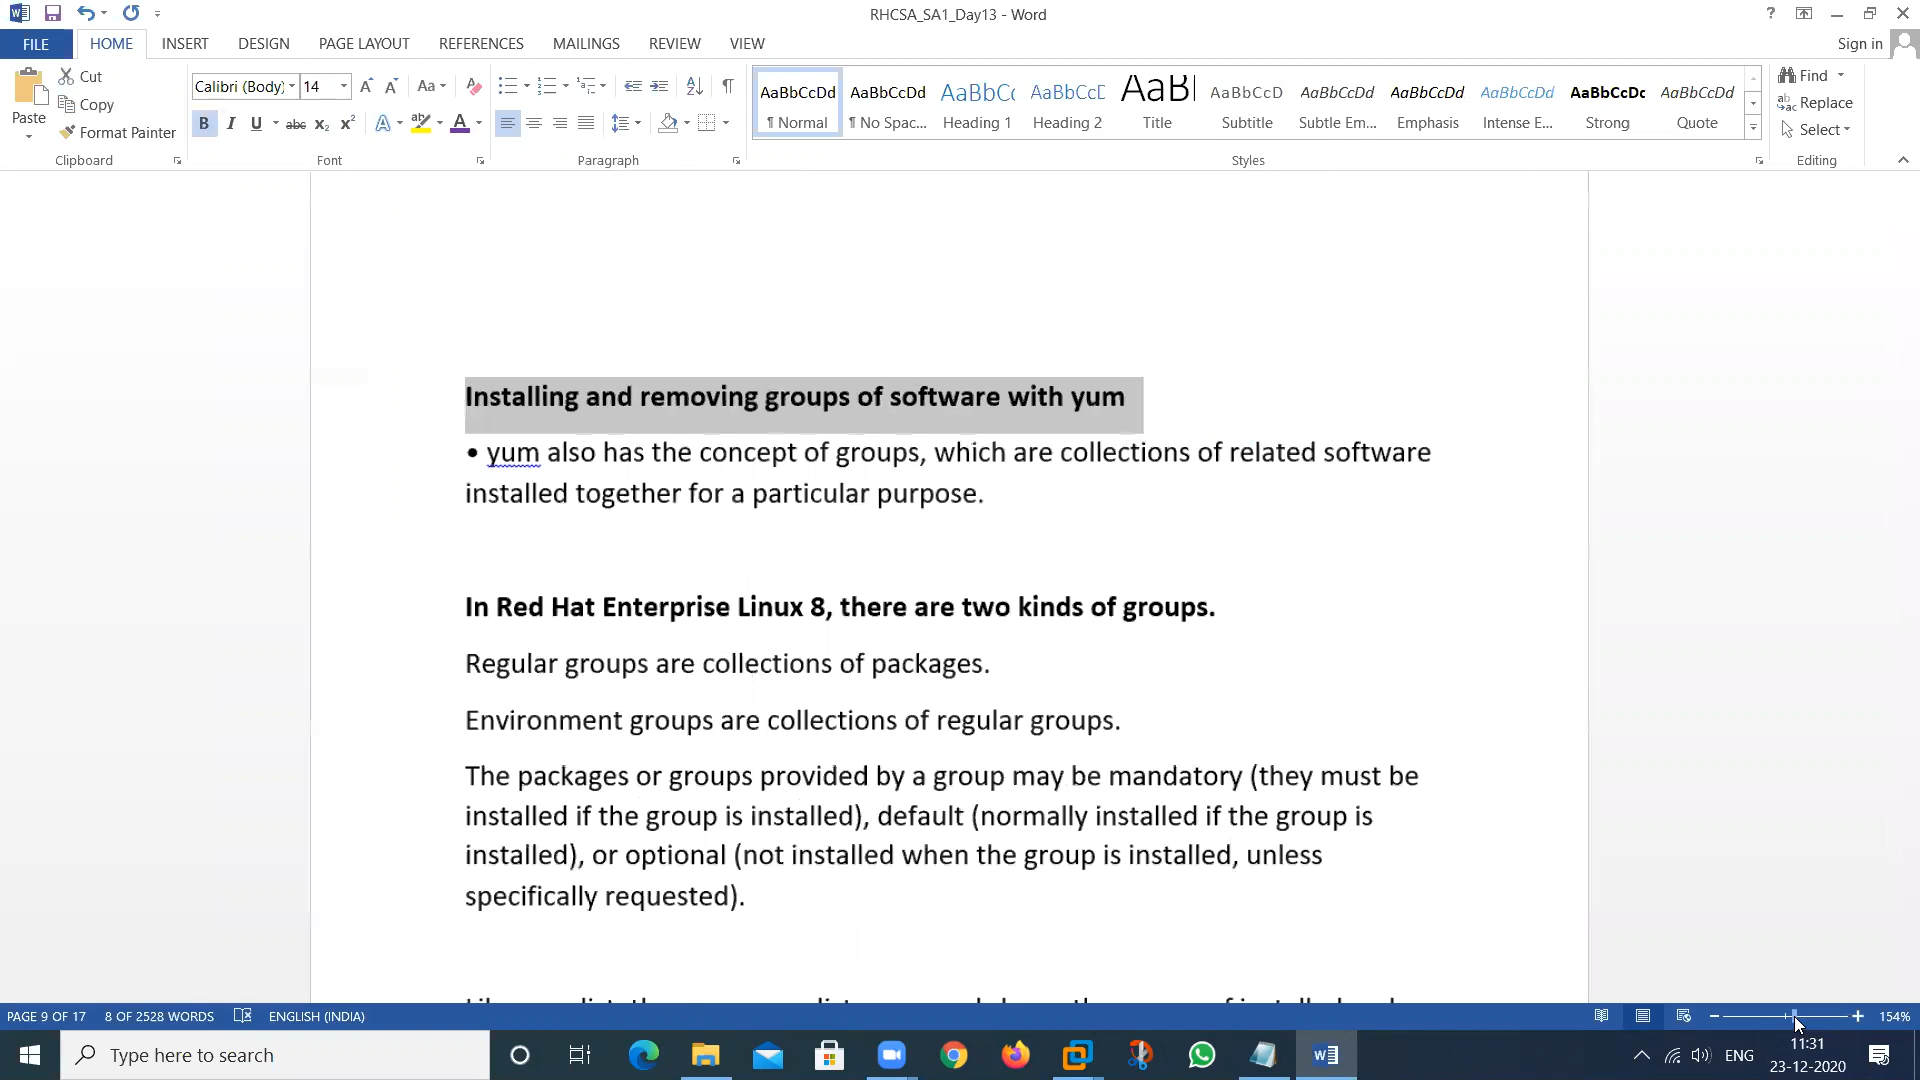 RHCSA_SA1_Day13 - Word
FILE HOME INSERT DESIGN PAGE LAYOUT REFERENCES MAILINGS REVIEW VIEW Sign in
Paste
Cut
Copy
Format Painter
Clipboard
Calibri (Body) 14
Font
Paragraph
AaBbCcDd AaBbCcDd AaBbCc AaBbCcD AaBl AaBbCcD AaBbCcDd AaBbCcDd AaBbCcDd AaBbCcDc AaBbCcDd
¶ Normal ¶ No Spac... Heading 1 Heading 2 Title Subtitle Subtle Em... Emphasis Intense E... Strong Quote
Styles
Find
Replace
Select
Editing
Installing and removing groups of software with yum
• yum also has the concept of groups, which are collections of related software
installed together for a particular purpose.
In Red Hat Enterprise Linux 8, there are two kinds of groups.
Regular groups are collections of packages.
Environment groups are collections of regular groups.
The packages or groups provided by a group may be mandatory (they must be
installed if the group is installed), default (normally installed if the group is
installed), or optional (not installed when the group is installed, unless
specifically requested).
PAGE 9 OF 17 8 OF 2528 WORDS ENGLISH (INDIA) 154%
Type here to search
ENG
11:31
23-12-2020